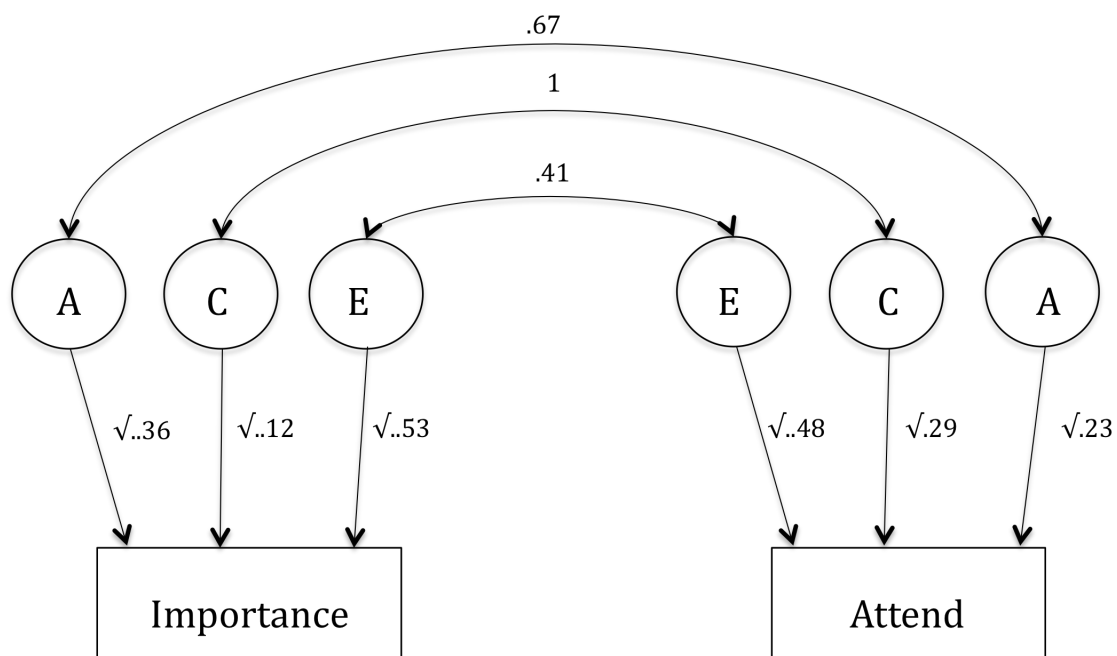 .67
1
.41
A C E E C A
√..36 √..12 √..53 √..48 √.29 √.23
Importance Attend